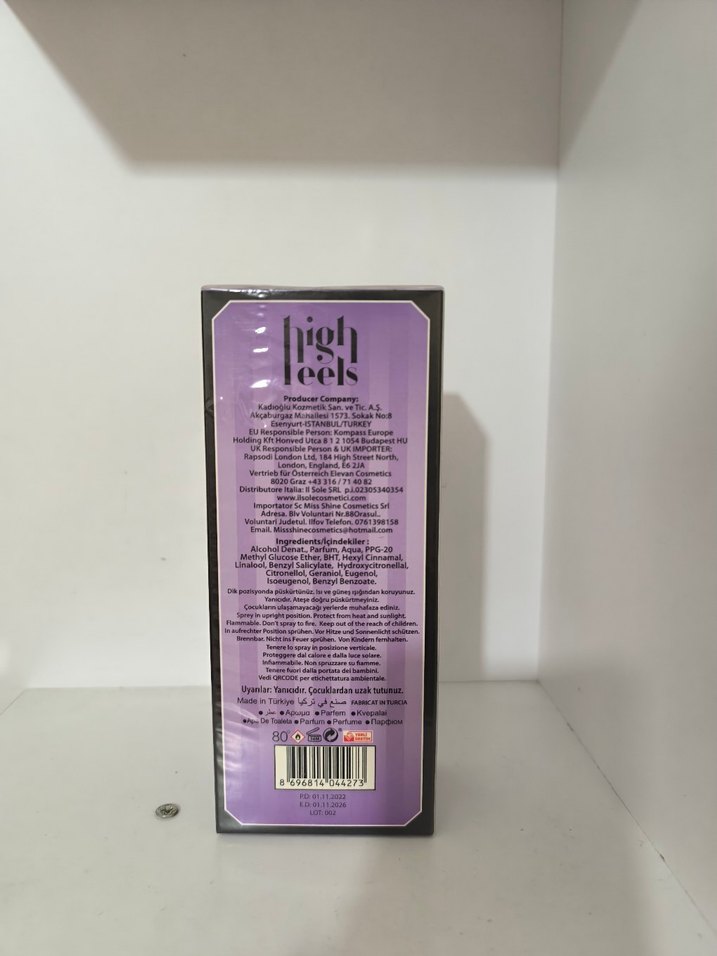 high
heels
Producer Company:
Kadıoğlu Kozmetik San. ve Tic. A.Ş.
Akçaburgaz Mahallesi 1573. Sokak No:8
Esenyurt-ISTANBUL/TURKEY
EU Responsible Person: Kompass Europe
Holding Kft Honved Utca 8 1 2 1054 Budapest HU
UK Responsible Person & UK IMPORTER:
Rapsodi London Ltd, 184 High Street North,
London, England, E6 2JA
Vertrieb für Österreich Elevan Cosmetics
8020 Graz +43 316 / 71 40 82
Distributore Italia: Il Sole SRL p.i.02305340354
www.ilsolecosmetici.com
Importator Sc Miss Shine Cosmetics Srl
Adresa. Blv Voluntari Nr.88Orasul..
Voluntari Judetul. Ilfov Telefon. 0761398158
Email. Missshinecosmetics@hotmail.com
Ingredients/İçindekiler :
Alcohol Denat., Parfum, Aqua, PPG-20
Methyl Glucose Ether, BHT, Hexyl Cinnamal,
Linalool, Benzyl Salicylate, Hydroxycitronellal,
Citronellol, Geraniol, Eugenol,
Isoeugenol, Benzyl Benzoate.
Dik pozisyonda püskürtünüz. Isı ve güneş ışığından koruyunuz.
Yanıcıdır. Ateşe doğru püskürtmeyiniz.
Çocukların ulaşamayacağı yerlerde muhafaza ediniz.
Spray in upright position. Protect from heat and sunlight.
Flammable. Don't spray to fire. Keep out of the reach of children.
In aufrechter Position sprühen. Vor Hitze und Sonnenlicht schützen.
Brennbar. Nicht ins Feuer sprühen. Von Kindern fernhalten.
Tenere lo spray in posizione verticale.
Proteggere dal calore e dalla luce solare.
Infiammabile. Non spruzzare su fiamme.
Tenere fuori dalla portata dei bambini.
Vedi QRCODE per etichettatura ambientale.
Uyarılar: Yanıcıdır. Çocuklardan uzak tutunuz.
Made in Türkiye صنع في تركيا FABRICAT IN TURCIA
● عطر ● Аромa ● Parfem ● Kvepalai
● Apa De Toaleta ● Parfum ● Perfume ● Парфюм
80°
YERLİ ÜRETİM
8 696814 044273
P.D: 01.11.2022
E.D: 01.11.2026
LOT: 002